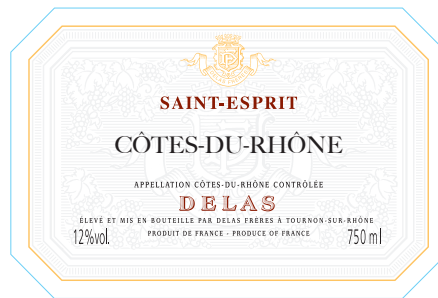 SAINT-ESPRIT
CÔTES-DU-RHÔNE
APPELLATION CÔTES-DU-RHÔNE CONTRÔLÉE
DELAS
ÉLEVÉ ET MIS EN BOUTEILLE PAR DELAS FRÈRES À TOURNON-SUR-RHÔNE
12%vol. PRODUIT DE FRANCE - PRODUCE OF FRANCE 750 ml